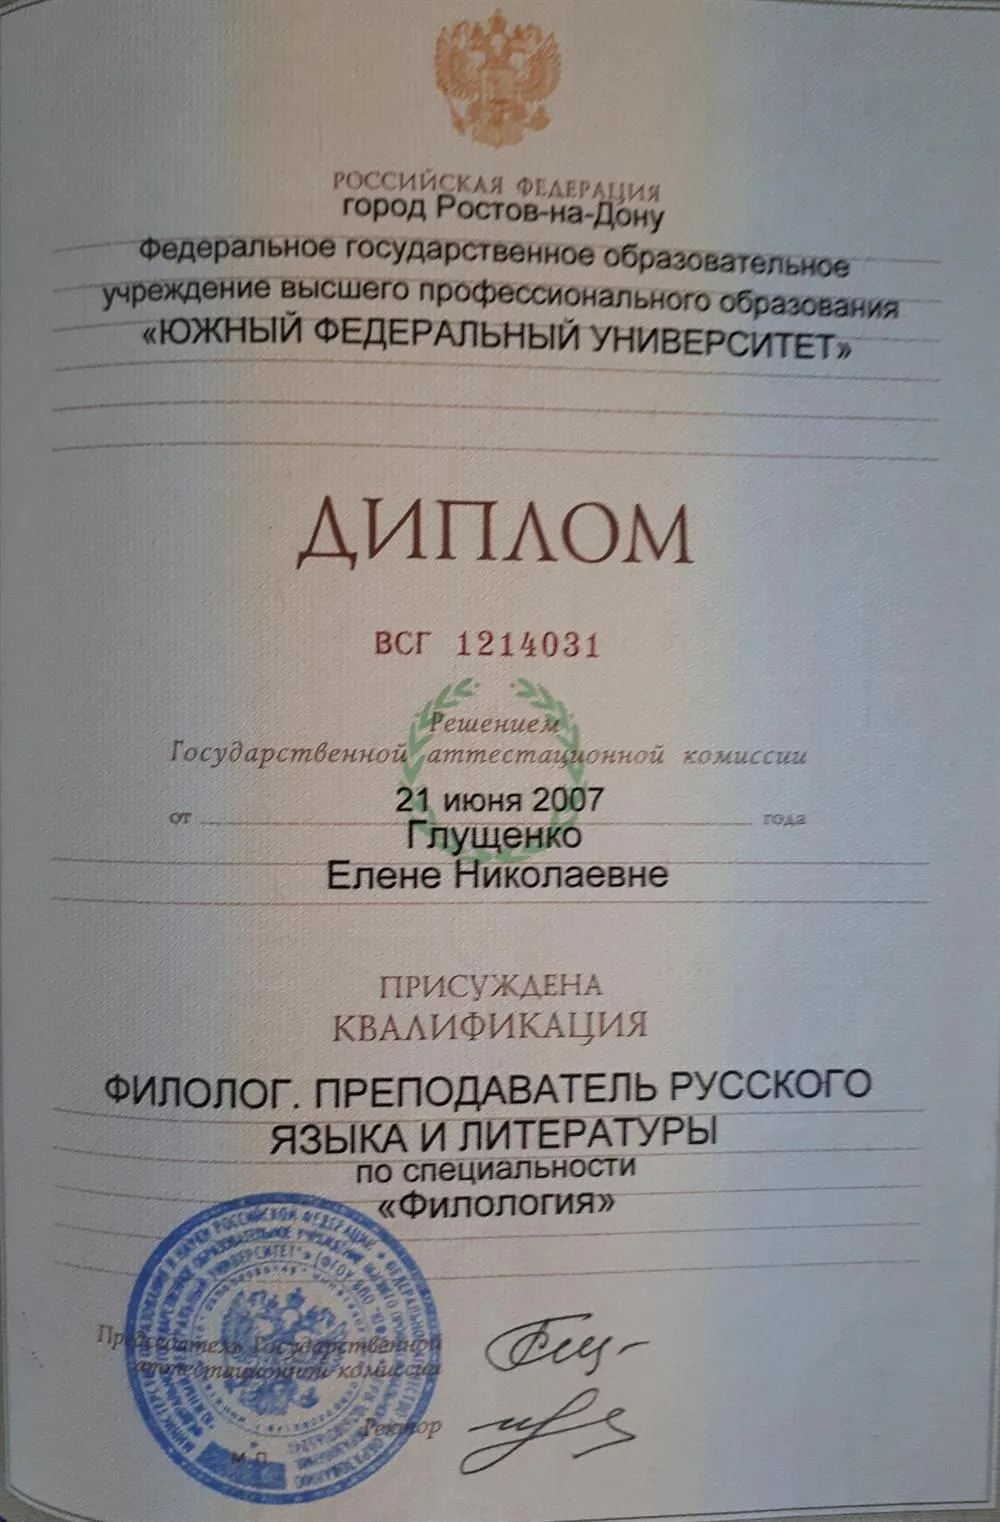 РОССИЙСКАЯ ФЕДЕРАЦИЯ
город Ростов-на-Дону
Федеральное государственное образовательное
учреждение высшего профессионального образования
«ЮЖНЫЙ ФЕДЕРАЛЬНЫЙ УНИВЕРСИТЕТ»
ДИПЛОМ
ВСГ 1214031
Решением
Государственной аттестационной комиссии
от 21 июня 2007 года
Глущенко
Елене Николаевне
ПРИСУЖДЕНА
КВАЛИФИКАЦИЯ
ФИЛОЛОГ. ПРЕПОДАВАТЕЛЬ РУССКОГО
ЯЗЫКА И ЛИТЕРАТУРЫ
по специальности
«Филология»
Председатель Государственной
аттестационной комиссии
Ректор
М.П.